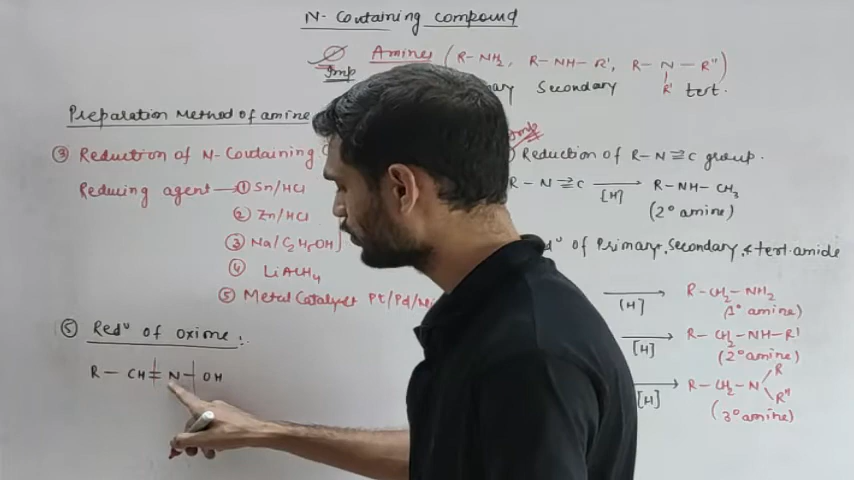 N- Containing compound
Imp Amines ( R-NH₂, R-NH-R', R-N-R'' )
R'
Secondary tert.
Preparation Method of amine
③ Reduction of N-Containing
Reducing agent → ① Sn/HCl
② Zn/HCl
③ Na/C₂H₅OH
④ LiAlH₄
⑤ Metal Catalyst Pt/Pd/Ni
⑤ Redⁿ of Oxime :-
R - CH = N - OH
Imp
Reduction of R-N≡C group.
R - N ≡ C → R-NH-CH₃
[H] (2° amine)
of Primary, Secondary, & tert. amide
[H] → R-CH₂-NH₂
(1° amine)
[H] → R-CH₂-NH-R'
(2° amine)
[H] → R-CH₂-N R R''
(3° amine)